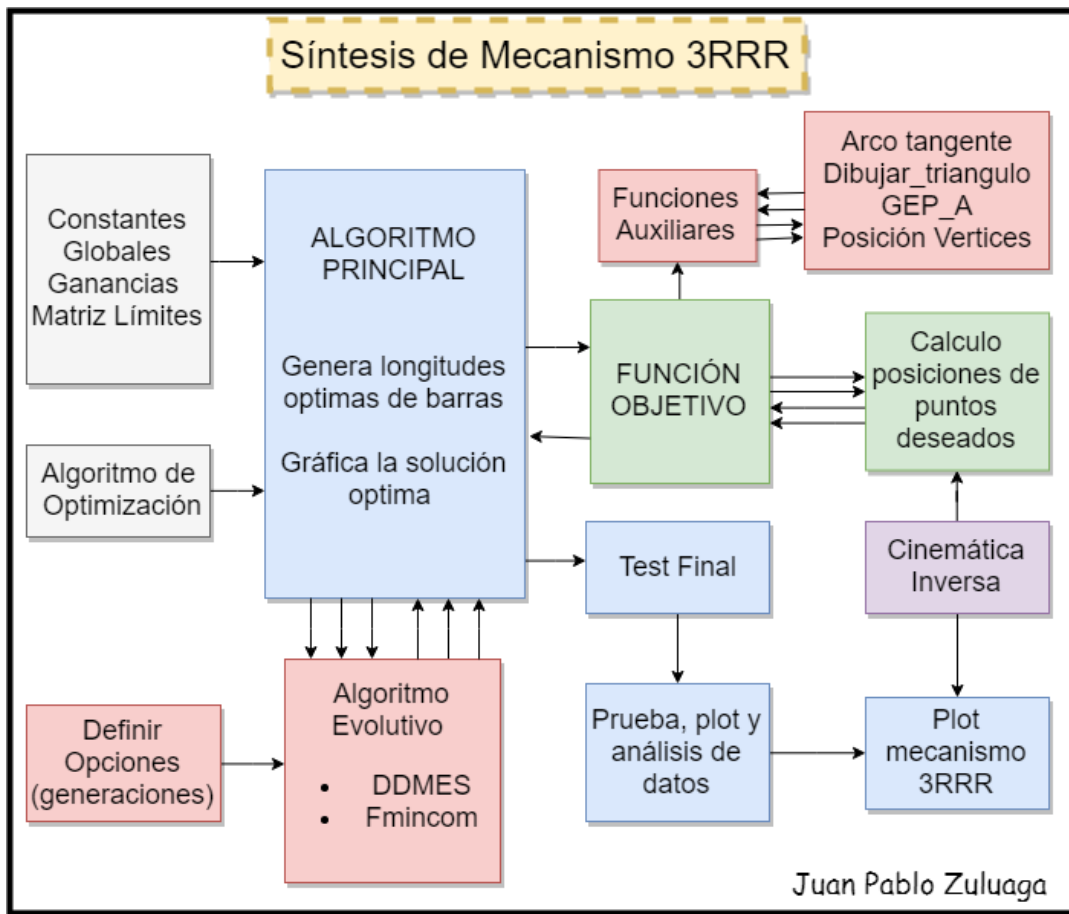 Síntesis de Mecanismo 3RRR
Constantes
Globales
Ganancias
Matriz Límites
ALGORITMO
PRINCIPAL
Genera longitudes
optimas de barras
Gráfica la solución
optima
Funciones
Auxiliares
Arco tangente
Dibujar_triangulo
GEP_A
Posición Vertices
FUNCIÓN
OBJETIVO
Calculo
posiciones de
puntos
deseados
Algoritmo de
Optimización
Test Final
Cinemática
Inversa
Definir
Opciones
(generaciones)
Algoritmo
Evolutivo
• DDMES
• Fmincom
Prueba, plot y
análisis de
datos
Plot
mecanismo
3RRR
Juan Pablo Zuluaga